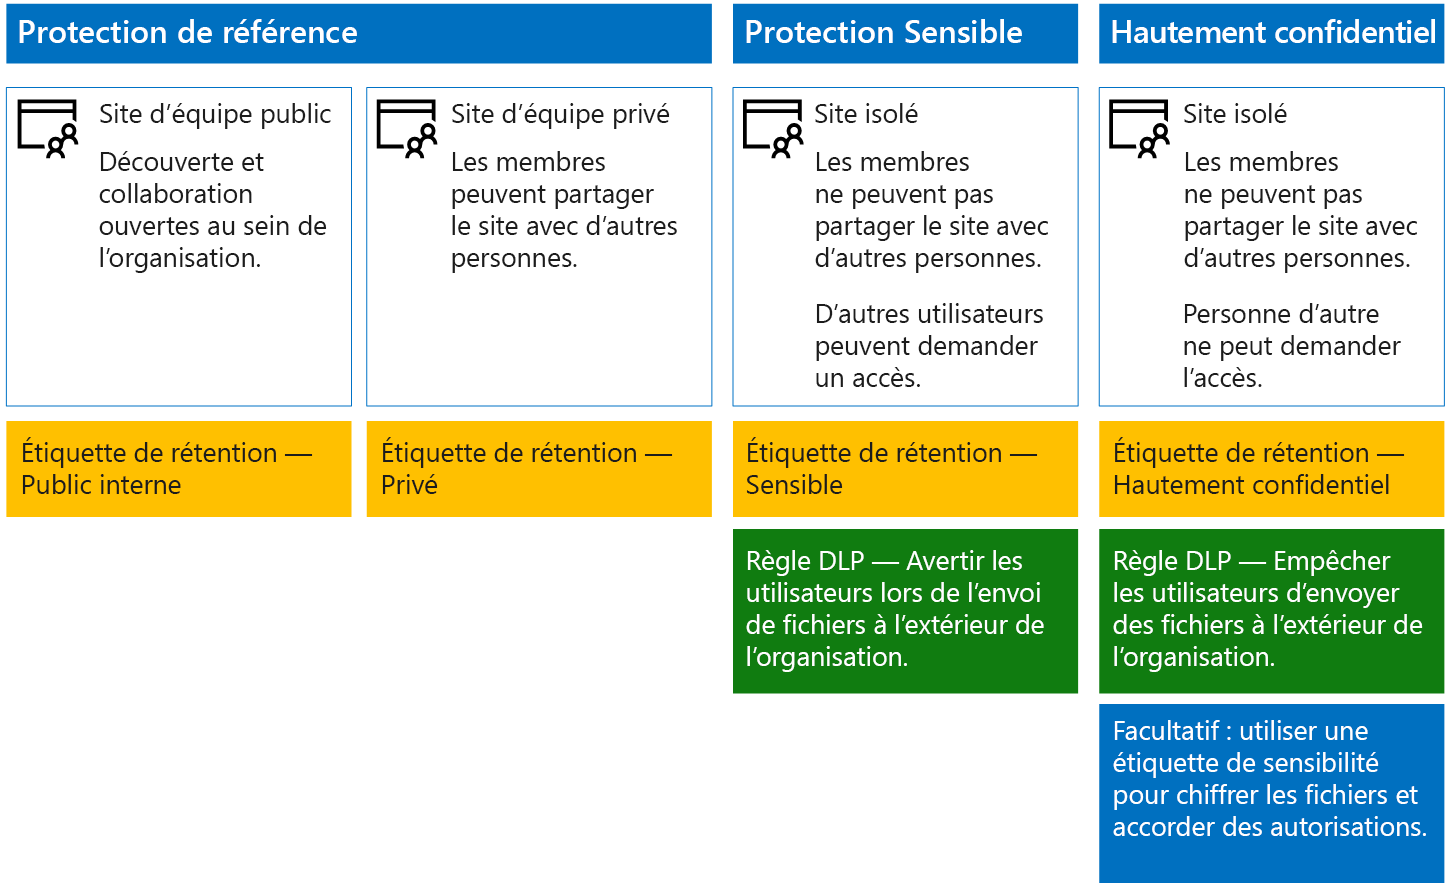 Protection de référence
Protection Sensible
Hautement confidentiel
Site d’équipe public
Découverte et
collaboration
ouvertes au sein de
l’organisation.
Site d’équipe privé
Les membres
peuvent partager
le site avec d’autres
personnes.
Site isolé
Les membres
ne peuvent pas
partager le site avec
d’autres personnes.
D’autres utilisateurs
peuvent demander
un accès.
Site isolé
Les membres
ne peuvent pas
partager le site avec
d’autres personnes.
Personne d’autre
ne peut demander
l’accès.
Étiquette de rétention —
Public interne
Étiquette de rétention —
Privé
Étiquette de rétention —
Sensible
Étiquette de rétention —
Hautement confidentiel
Règle DLP — Avertir les
utilisateurs lors de l’envoi
de fichiers à l’extérieur de
l’organisation.
Règle DLP — Empêcher
les utilisateurs d’envoyer
des fichiers à l’extérieur de
l’organisation.
Facultatif : utiliser une
étiquette de sensibilité
pour chiffrer les fichiers et
accorder des autorisations.